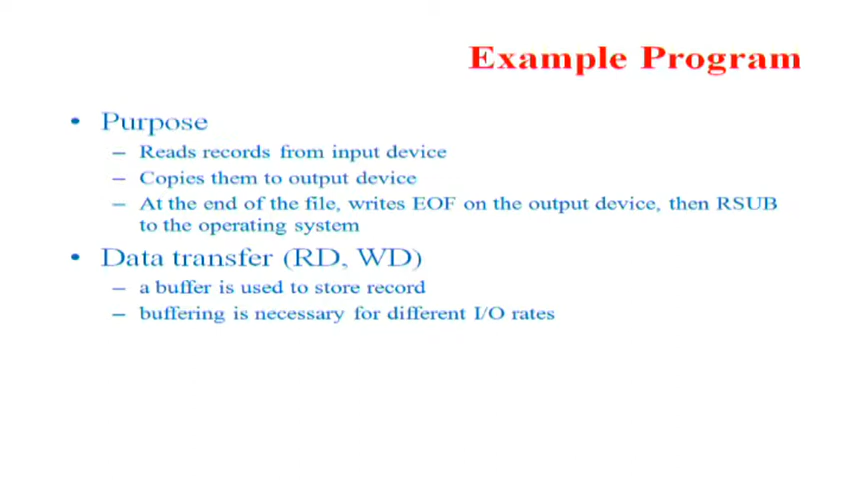 Example Program
• Purpose
– Reads records from input device
– Copies them to output device
– At the end of the file, writes EOF on the output device, then RSUB
to the operating system
• Data transfer (RD, WD)
– a buffer is used to store record
– buffering is necessary for different I/O rates